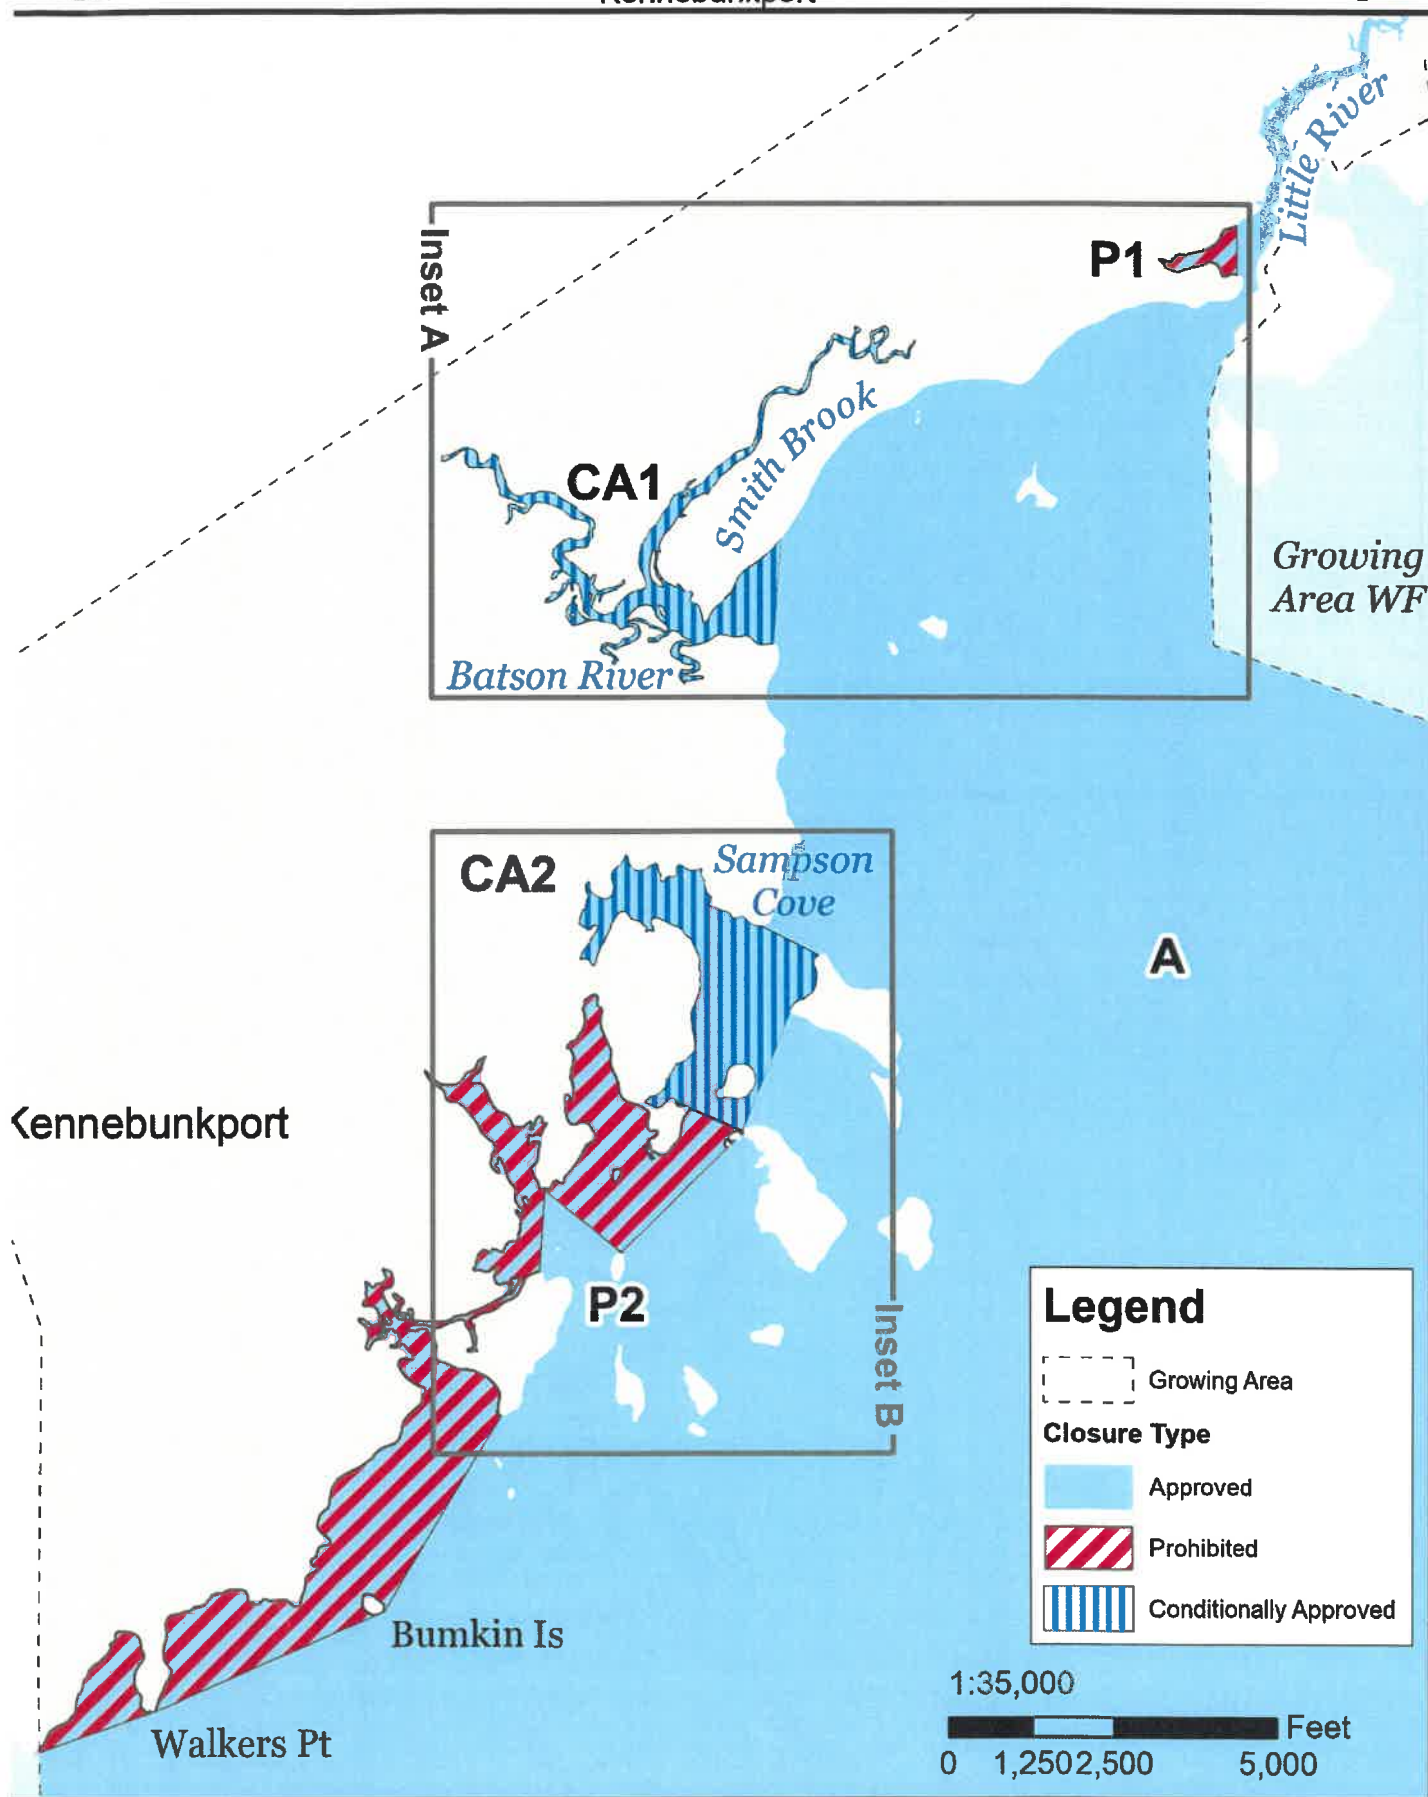 Kennebunkport
Little River
Inset A
P1
Smith Brook
CA1
Growing
Area WF
Batson River
CA2
Sampson
Cove
A
Kennebunkport
P2
Inset B
Legend
Growing Area
Closure Type
Approved
Prohibited
Conditionally Approved
Bumkin Is
Walkers Pt
1:35,000
Feet
0 1,250 2,500 5,000